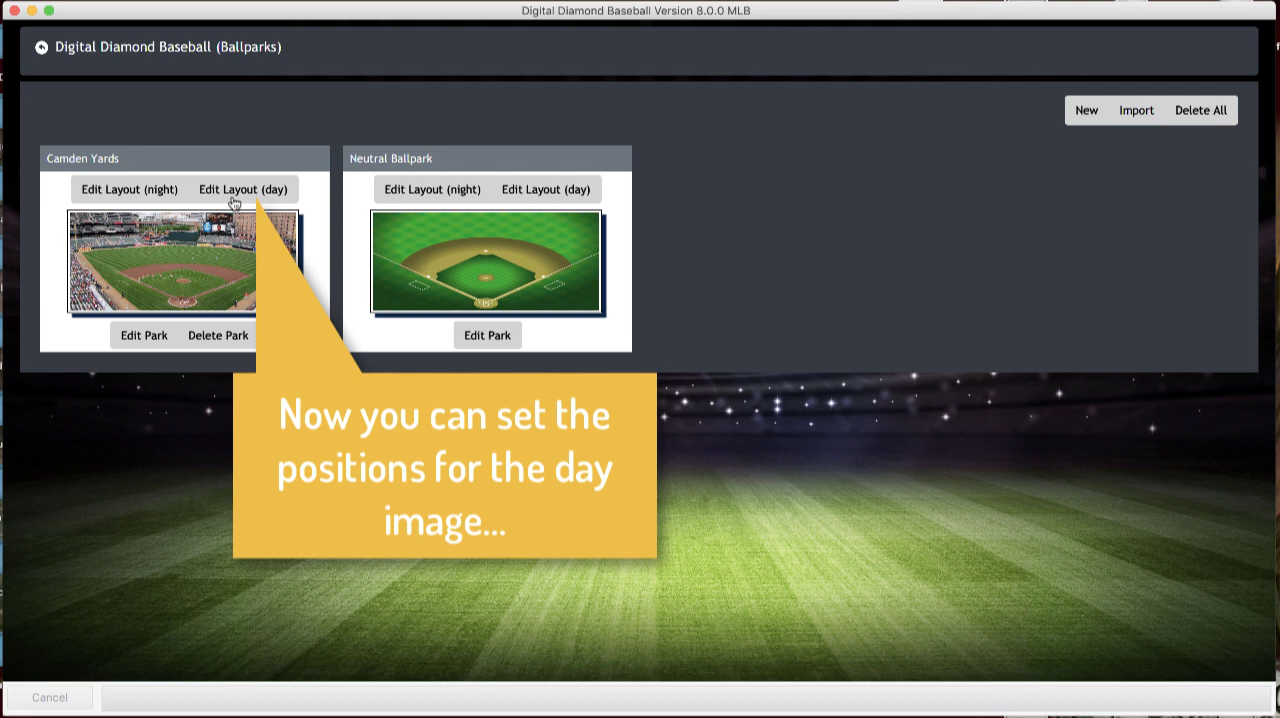 Digital Diamond Baseball Version 8.0.0 MLB
Digital Diamond Baseball (Ballparks)
New Import Delete All
Camden Yards
Neutral Ballpark
Edit Layout (night) Edit Layout (day)
Edit Layout (night) Edit Layout (day)
Edit Park Delete Park
Edit Park
Now you can set the
positions for the day
image...
Cancel